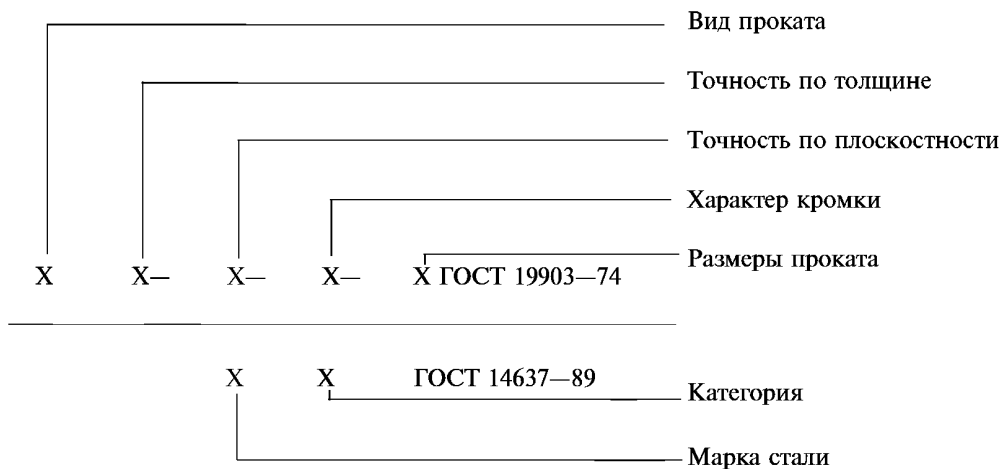 Вид проката
Точность по толщине
Точность по плоскостности
Характер кромки
Размеры проката
X X— X— X— X ГОСТ 19903—74
X X ГОСТ 14637—89
Категория
Марка стали